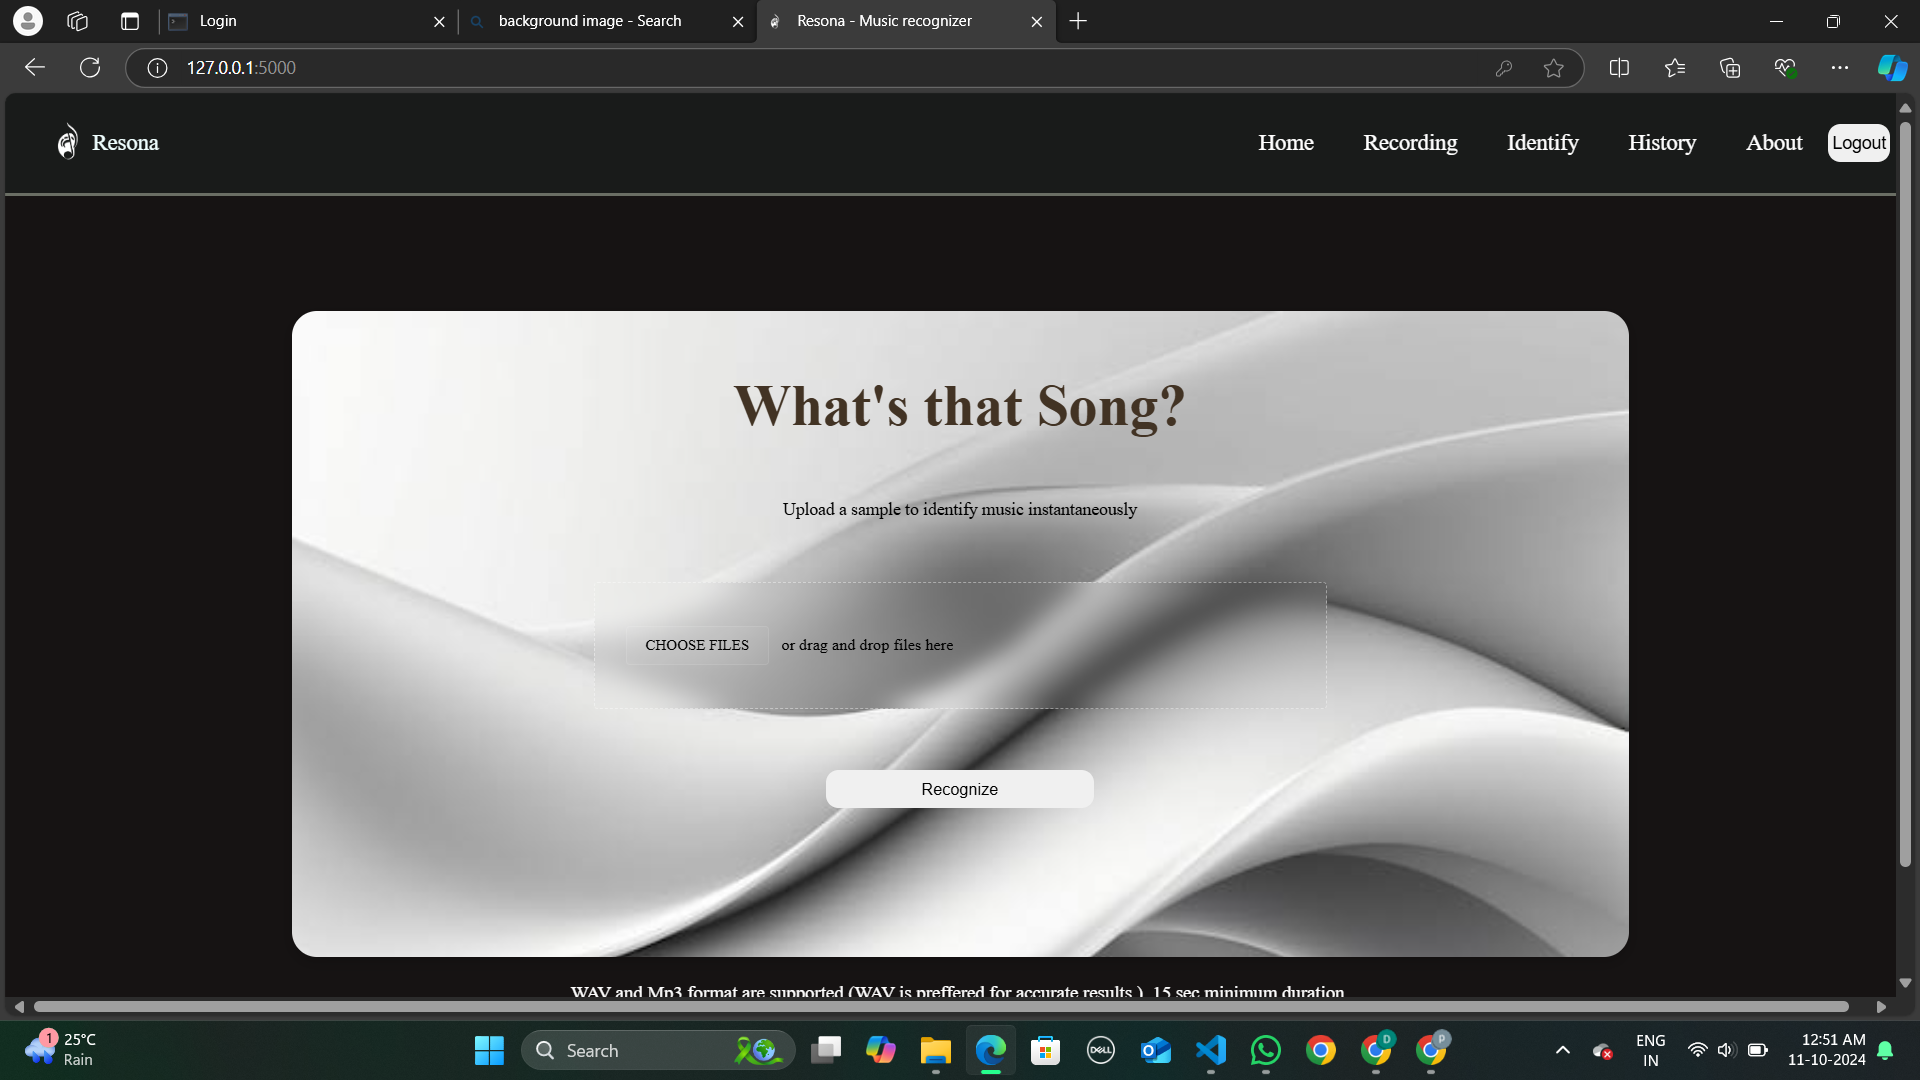 Login
background image - Search
Resona - Music recognizer
127.0.0.1:5000
Resona
Home Recording Identify History About Logout
What's that Song?
Upload a sample to identify music instantaneously
CHOOSE FILES or drag and drop files here
Recognize
WAV and Mp3 format are supported (WAV is preffered for accurate results.). 15 sec minimum duration
1
25°C
Rain
Search
DELL
D
P
ENG
IN
12:51 AM
11-10-2024